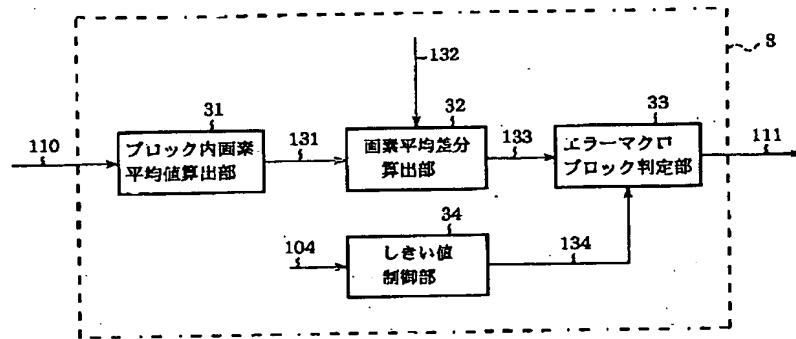 132
8
31
32
33
110
ブロック内画素
平均値算出部
131
画素平均差分
算出部
133
エラーマクロ
ブロック判定部
111
34
104
しきい値
制御部
134